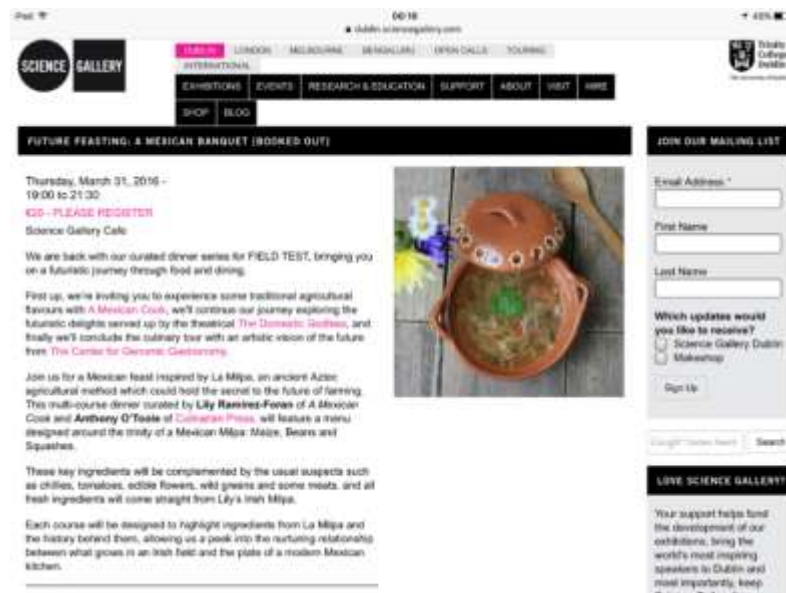 iPad
00:18
dublin.sciencegallery.com
SCIENCE GALLERY
DUBLIN LONDON MELBOURNE BENGALURU OPEN CALLS TOURING
INTERNATIONAL
EXHIBITIONS EVENTS RESEARCH & EDUCATION SUPPORT ABOUT VISIT HIRE
SHOP BLOG
Trinity
College
Dublin
FUTURE FEASTING: A MEXICAN BANQUET (BOOKED OUT)
Thursday, March 31, 2016 -
19:00 to 21:30
€20 - PLEASE REGISTER
Science Gallery Cafe
We are back with our curated dinner series for FIELD TEST, bringing you
on a futuristic journey through food and dining.
First up, we're inviting you to experience some traditional agricultural
flavours with A Mexican Cook, we'll continue our journey exploring the
futuristic delights served up by the theatrical The Domestic Godless, and
finally we'll conclude the culinary tour with an artistic vision of the future
from The Center for Genomic Gastronomy.
Join us for a Mexican feast inspired by La Milpa, an ancient Aztec
agricultural method which could hold the secret to the future of farming.
This multi-course dinner curated by Lily Ramirez-Foran of A Mexican
Cook and Anthony O'Toole of Culinarian Press, will feature a menu
designed around the trinity of a Mexican Milpa: Maize, Beans and
Squashes.
These key ingredients will be complemented by the usual suspects such
as chillies, tomatoes, edible flowers, wild greens and some meats, and all
fresh ingredients will come straight from Lily's Irish Milpa.
Each course will be designed to highlight ingredients from La Milpa and
the history behind them, allowing us a peek into the nurturing relationship
between what grows in an Irish field and the plate of a modern Mexican
kitchen.
JOIN OUR MAILING LIST
Email Address *
First Name
Last Name
Which updates would
you like to receive?
Science Gallery Dublin
Makeshop
Sign Up
Search
LOVE SCIENCE GALLERY?
Your support helps fund
the development of our
exhibitions, bring the
world's most inspiring
speakers to Dublin and
most importantly, keep